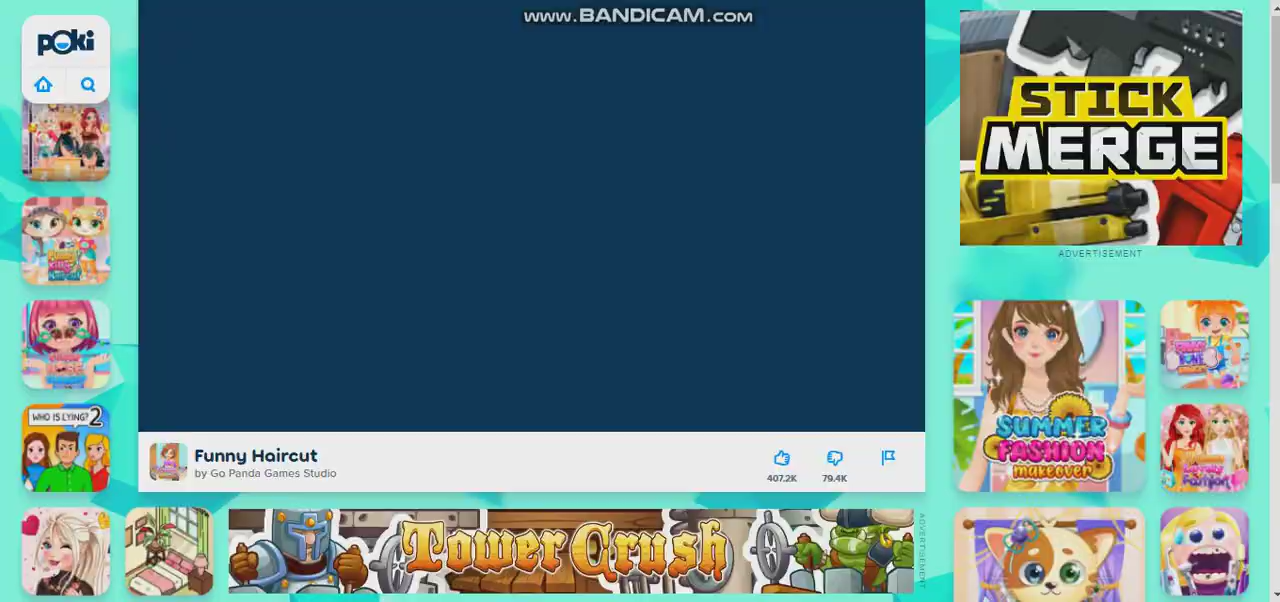 www.BANDICAM.com
poki
STICK
MERGE
ADVERTISEMENT
WHO IS LYING? 2
SUMMER
FASHION
makeover
Funny Haircut
by Go Panda Games Studio
407.2K
79.4K
Fashion
Tower Crush
ADVERTISEMENT